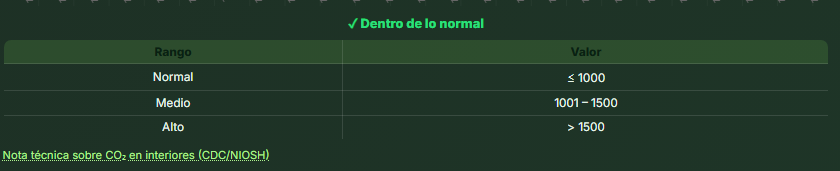 ✓ Dentro de lo normal
Rango Valor
Normal ≤ 1000
Medio 1001 – 1500
Alto > 1500
Nota técnica sobre CO₂ en interiores (CDC/NIOSH)